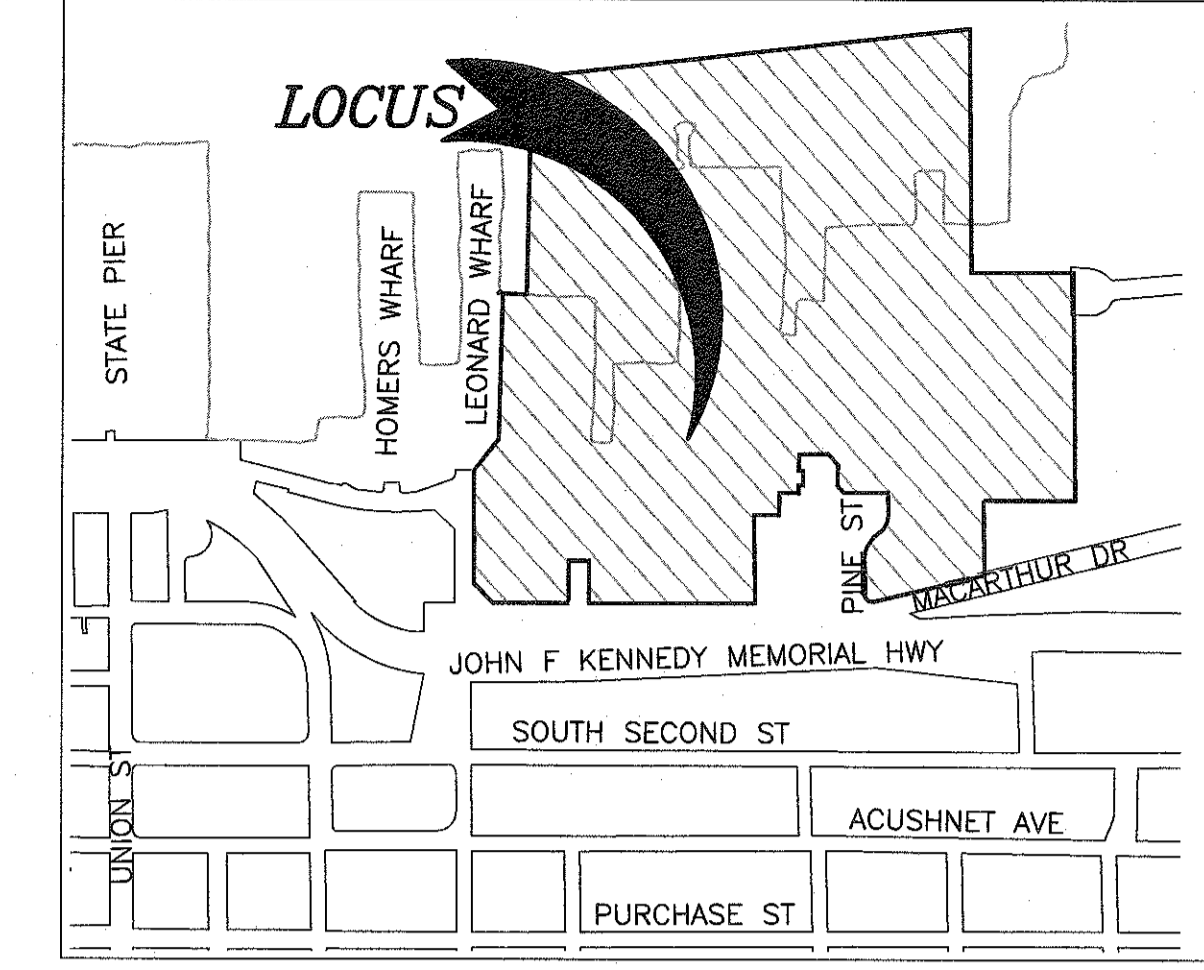 LOCUS
STATE PIER
HOMERS WHARF
LEONARD WHARF
PINE ST
MACARTHUR DR
JOHN F KENNEDY MEMORIAL HWY
SOUTH SECOND ST
UNION ST
ACUSHNET AVE
PURCHASE ST